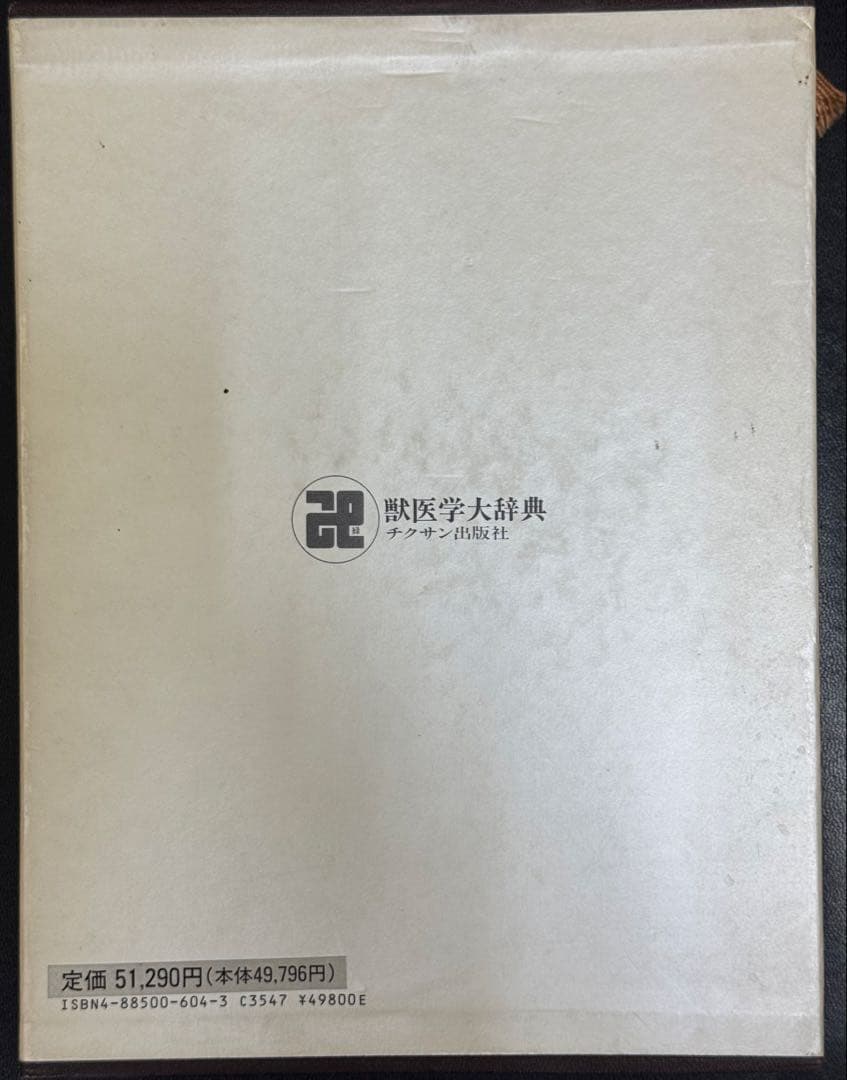 獣医学大辞典
チクサン出版社
定価 51,290円(本体49,796円)
ISBN4-88500-604-3 C3547 ¥49800E